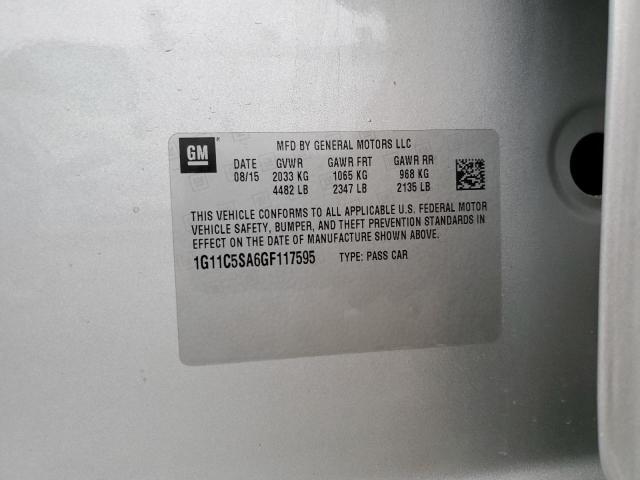 GM
MFD BY GENERAL MOTORS LLC
DATE GVWR GAWR FRT GAWR RR
08/15 2033 KG 1065 KG 968 KG
4482 LB 2347 LB 2135 LB
THIS VEHICLE CONFORMS TO ALL APPLICABLE U.S. FEDERAL MOTOR
VEHICLE SAFETY, BUMPER, AND THEFT PREVENTION STANDARDS IN
EFFECT ON THE DATE OF MANUFACTURE SHOWN ABOVE.
1G11C5SA6GF117595 TYPE: PASS CAR